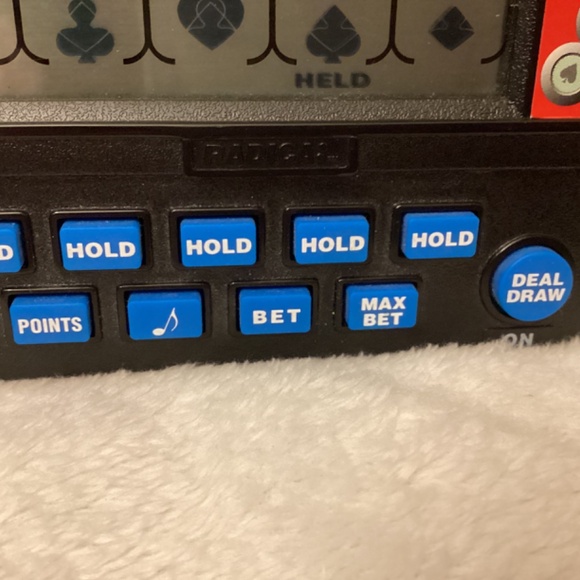 HELD
RADICA
D
HOLD
HOLD
HOLD
HOLD
POINTS
BET
MAX
BET
DEAL
DRAW
ON